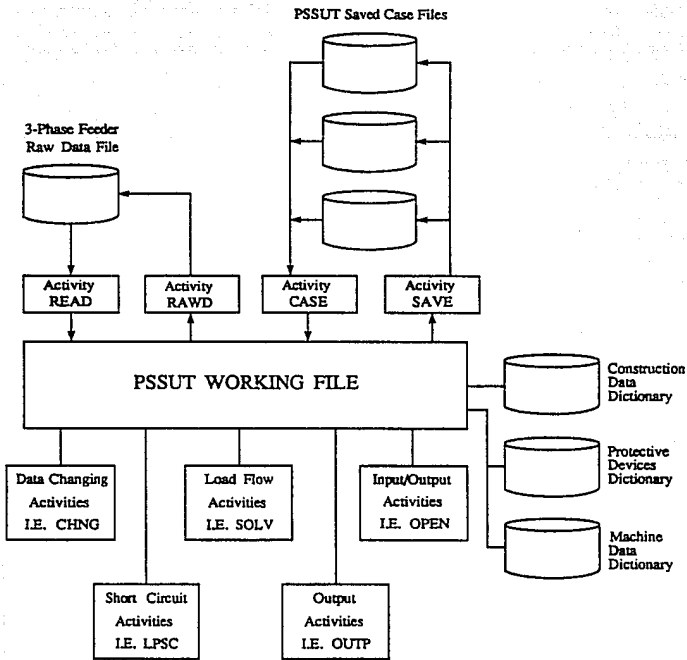 PSSUT Saved Case Files
3-Phase Feeder
Raw Data File
Activity
READ
Activity
RAWD
Activity
CASE
Activity
SAVE
PSSUT WORKING FILE
Construction
Data
Dictionary
Protective
Devices
Dictionary
Machine
Data
Dictionary
Data Changing
Activities
I.E. CHNG
Load Flow
Activities
I.E. SOLV
Input/Output
Activities
I.E. OPEN
Short Circuit
Activities
I.E. LPSC
Output
Activities
I.E. OUTP